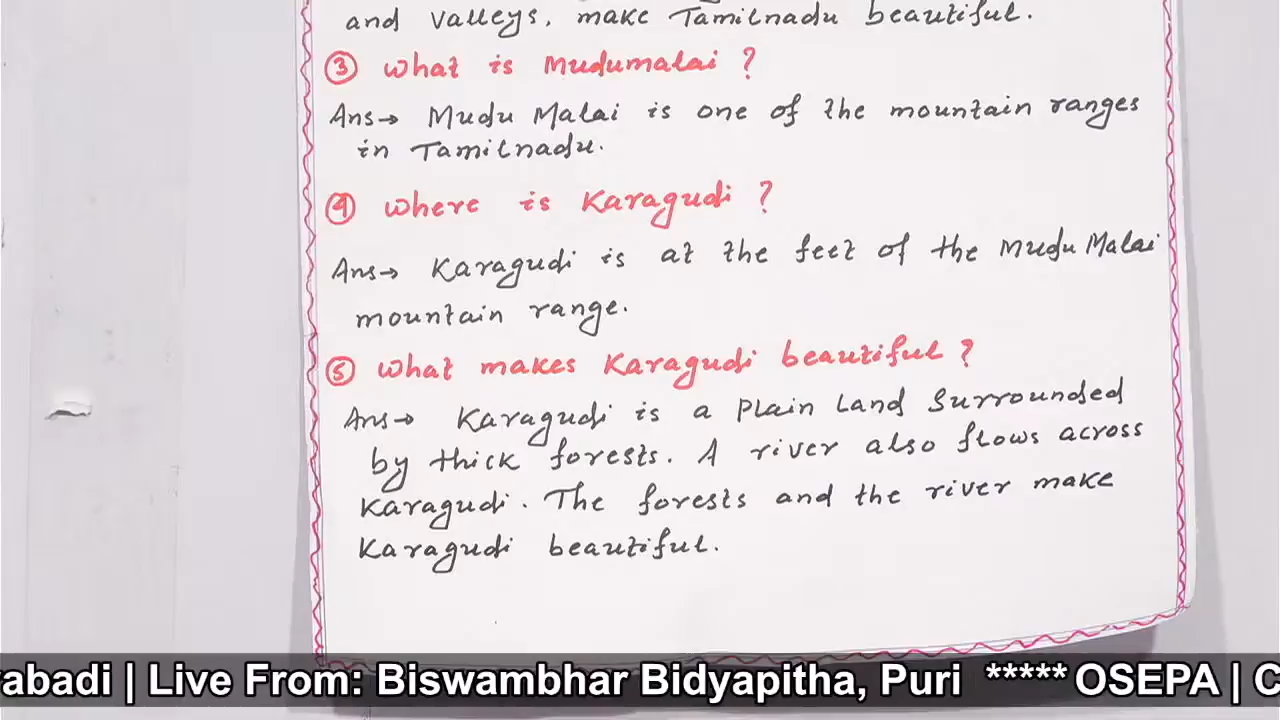 and valleys, make Tamilnadu beautiful.
③ What is Mudumalai ?
Ans→ Mudu Malai is one of the mountain ranges
in Tamilnadu.
④ Where is Karagudi ?
Ans→ Karagudi is at the feet of the Mudu Malai
mountain range.
⑤ What makes Karagudi beautiful ?
Ans→ Karagudi is a plain land surrounded
by thick forests. A river also flows across
Karagudi. The forests and the river make
Karagudi beautiful.
abadi | Live From: Biswambhar Bidyapitha, Puri ***** OSEPA | C